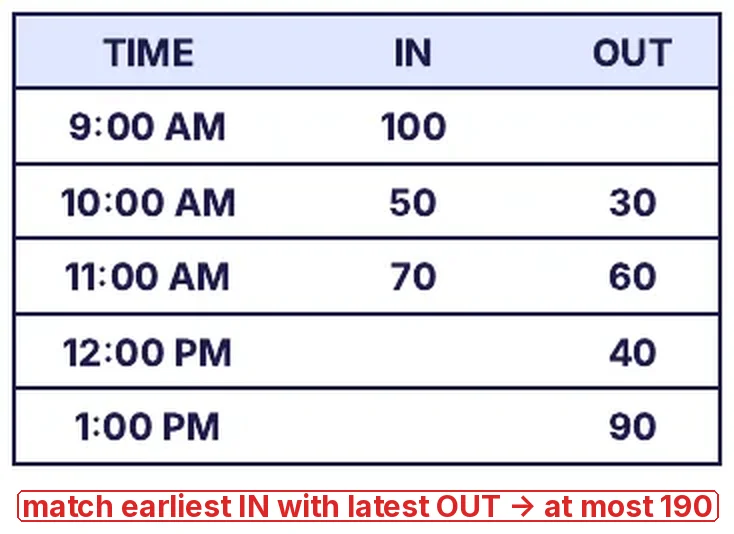 TIME IN OUT
9:00 AM 100
10:00 AM 50 30
11:00 AM 70 60
12:00 PM 40
1:00 PM 90
match earliest IN with latest OUT → at most 190